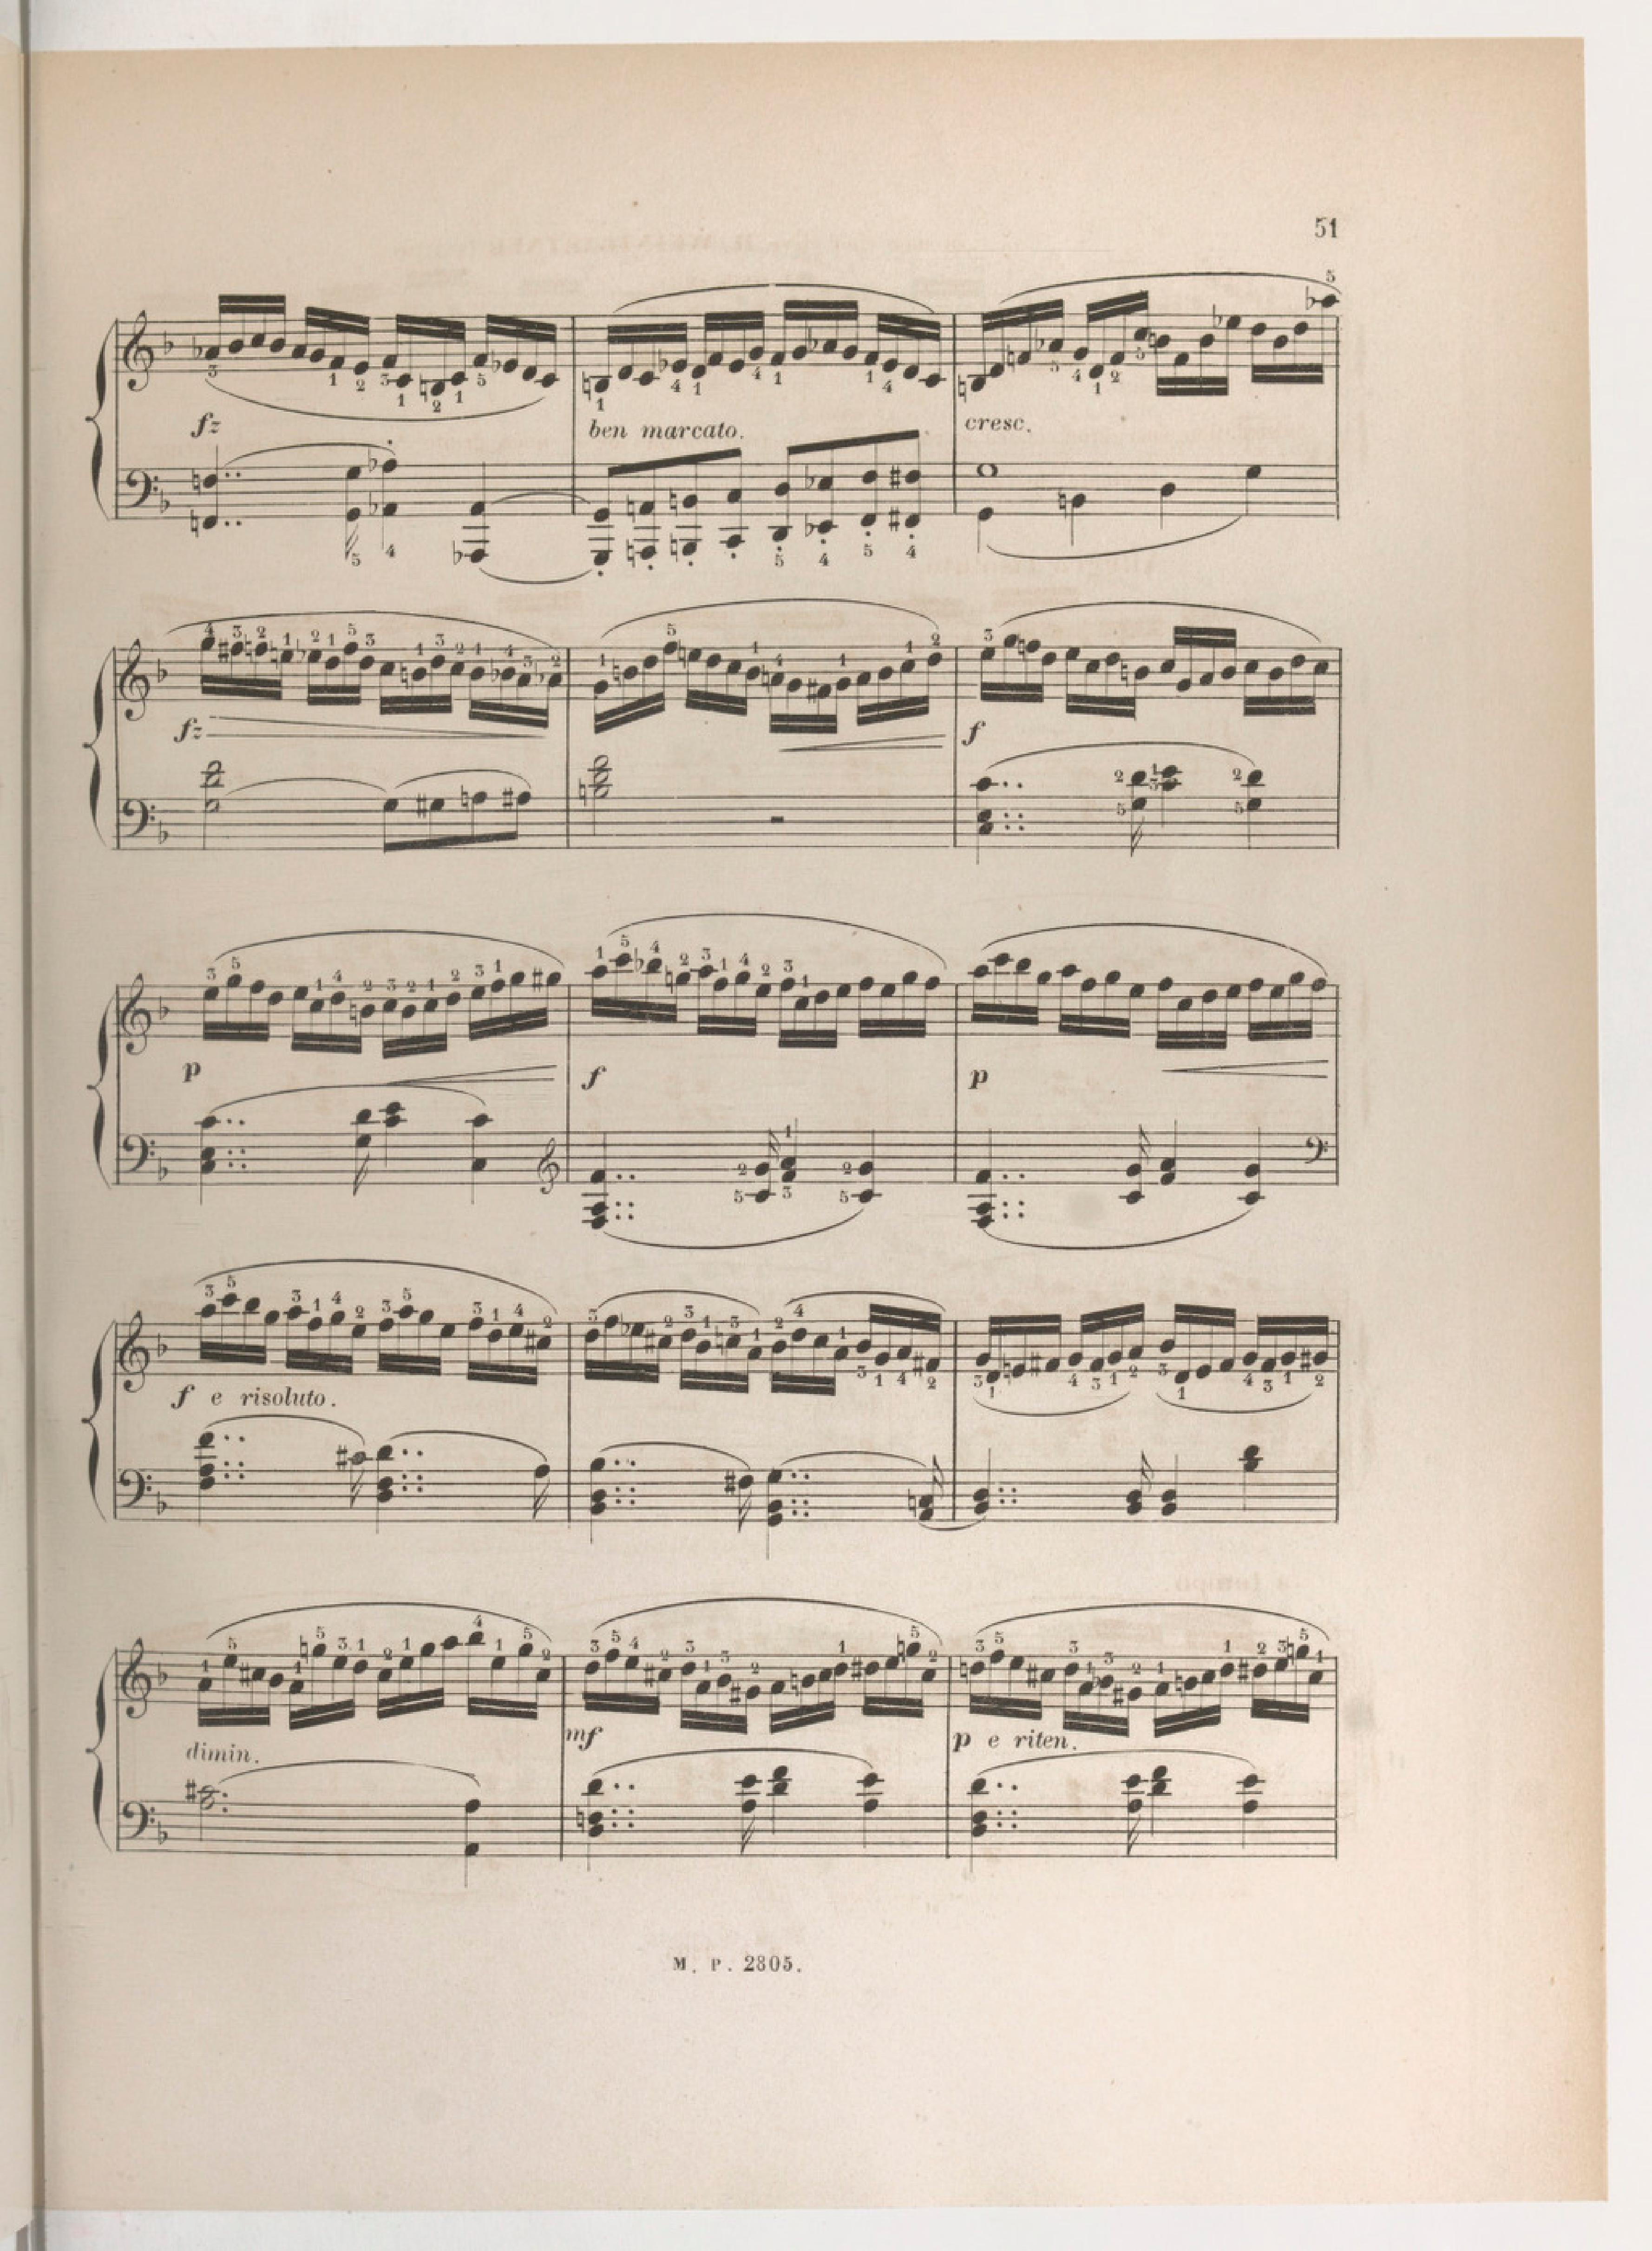 51
fz
ben marcato.
cresc.
fz
f
p
f
p
f e risoluto.
dimin.
mf
p e riten.
M. P. 2805.